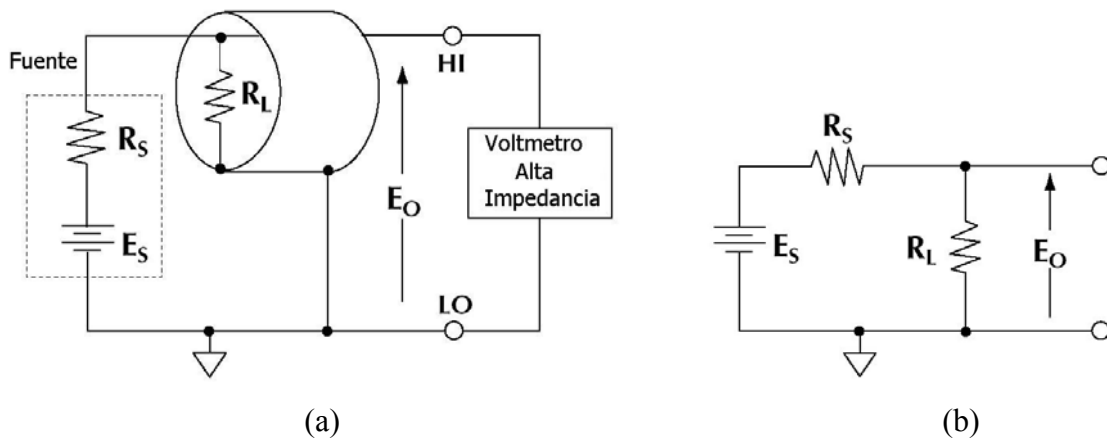 Fuente
R_S
E_S
R_L
HI
E_O
LO
Voltmetro
Alta
Impedancia
(a)
R_S
E_S
R_L
E_O
(b)